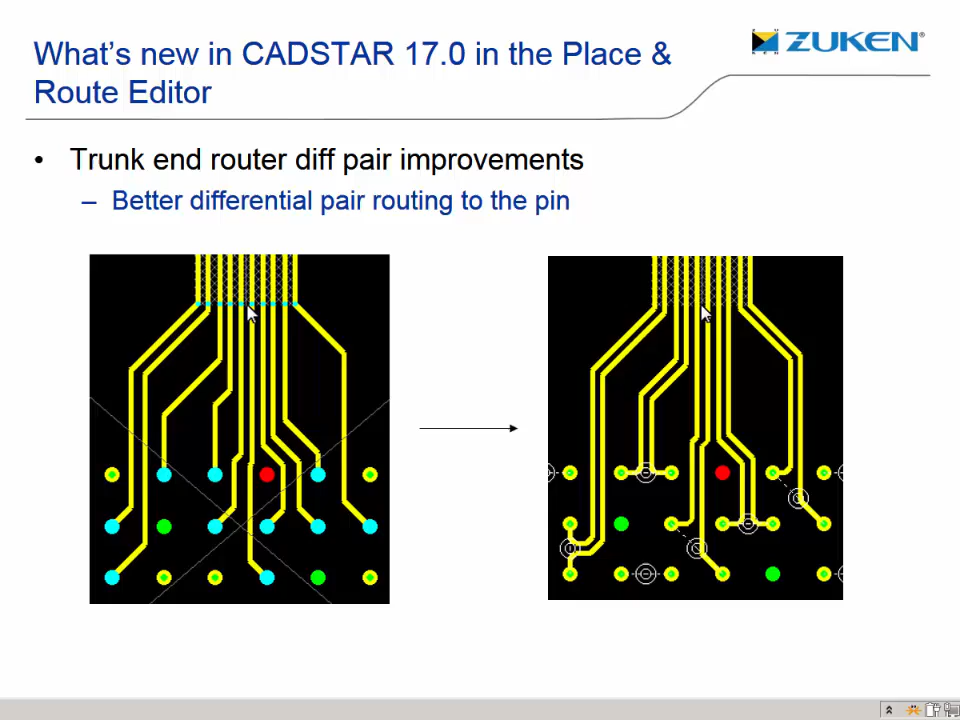 What's new in CADSTAR 17.0 in the Place &
Route Editor
ZUKEN®
• Trunk end router diff pair improvements
– Better differential pair routing to the pin